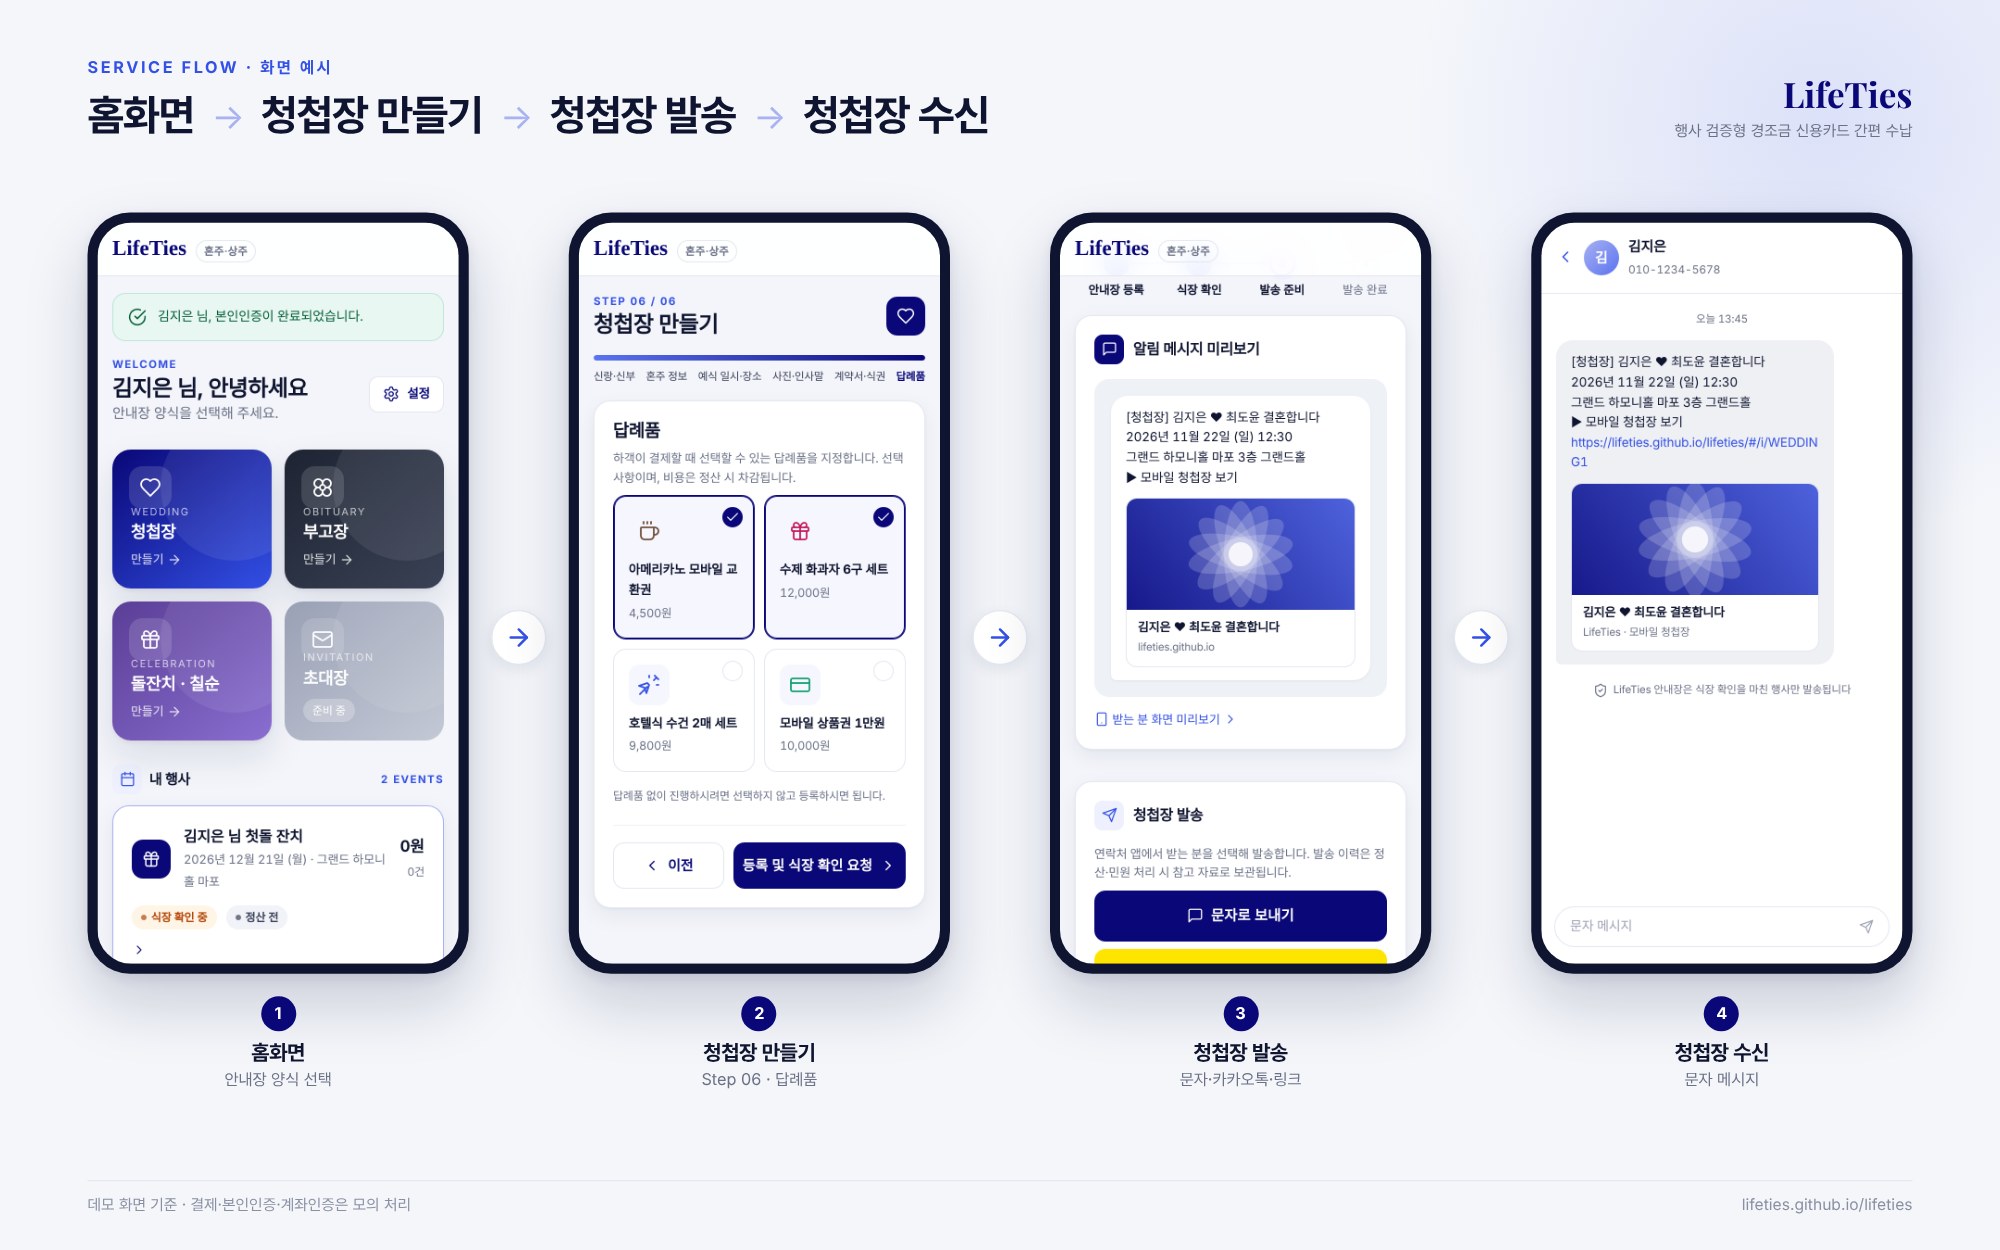 SERVICE FLOW · 화면 예시
홈화면 → 청첩장 만들기 → 청첩장 발송 → 청첩장 수신
LifeTies
행사 검증형 경조금 신용카드 간편 수납
LifeTies 혼주·상주
김지은 님, 본인인증이 완료되었습니다.
WELCOME
김지은 님, 안녕하세요
안내장 양식을 선택해 주세요.
설정
WEDDING
청첩장
만들기 →
OBITUARY
부고장
만들기 →
CELEBRATION
돌잔치 · 칠순
만들기 →
INVITATION
초대장
준비 중
내 행사
2 EVENTS
김지은 님 첫돌 잔치
2026년 12월 21일 (월) · 그랜드 하모니
홀 마포
0원
0건
식장 확인 중
정산 전
1
홈화면
안내장 양식 선택
LifeTies 혼주·상주
STEP 06 / 06
청첩장 만들기
신랑·신부 혼주 정보 예식 일시·장소 사진·인사말 계약서·식권 답례품
답례품
하객이 결제할 때 선택할 수 있는 답례품을 지정합니다. 선택
사항이며, 비용은 정산 시 차감됩니다.
아메리카노 모바일 교
환권
4,500원
수제 화과자 6구 세트
12,000원
호텔식 수건 2매 세트
9,800원
모바일 상품권 1만원
10,000원
답례품 없이 진행하시려면 선택하지 않고 등록하시면 됩니다.
이전
등록 및 식장 확인 요청
2
청첩장 만들기
Step 06 · 답례품
LifeTies 혼주·상주
안내장 등록 식장 확인 발송 준비 발송 완료
알림 메시지 미리보기
[청첩장] 김지은 ♥ 최도윤 결혼합니다
2026년 11월 22일 (일) 12:30
그랜드 하모니홀 마포 3층 그랜드홀
▶ 모바일 청첩장 보기
김지은 ♥ 최도윤 결혼합니다
lifeties.github.io
받는 분 화면 미리보기
청첩장 발송
연락처 앱에서 받는 분을 선택해 발송합니다. 발송 이력은 정
산·민원 처리 시 참고 자료로 보관됩니다.
문자로 보내기
3
청첩장 발송
문자·카카오톡·링크
김
김지은
010-1234-5678
오늘 13:45
[청첩장] 김지은 ♥ 최도윤 결혼합니다
2026년 11월 22일 (일) 12:30
그랜드 하모니홀 마포 3층 그랜드홀
▶ 모바일 청첩장 보기
https://lifeties.github.io/lifeties/#/i/WEDDIN
G1
김지은 ♥ 최도윤 결혼합니다
LifeTies · 모바일 청첩장
LifeTies 안내장은 식장 확인을 마친 행사만 발송됩니다
문자 메시지
4
청첩장 수신
문자 메시지
데모 화면 기준 · 결제·본인인증·계좌인증은 모의 처리
lifeties.github.io/lifeties